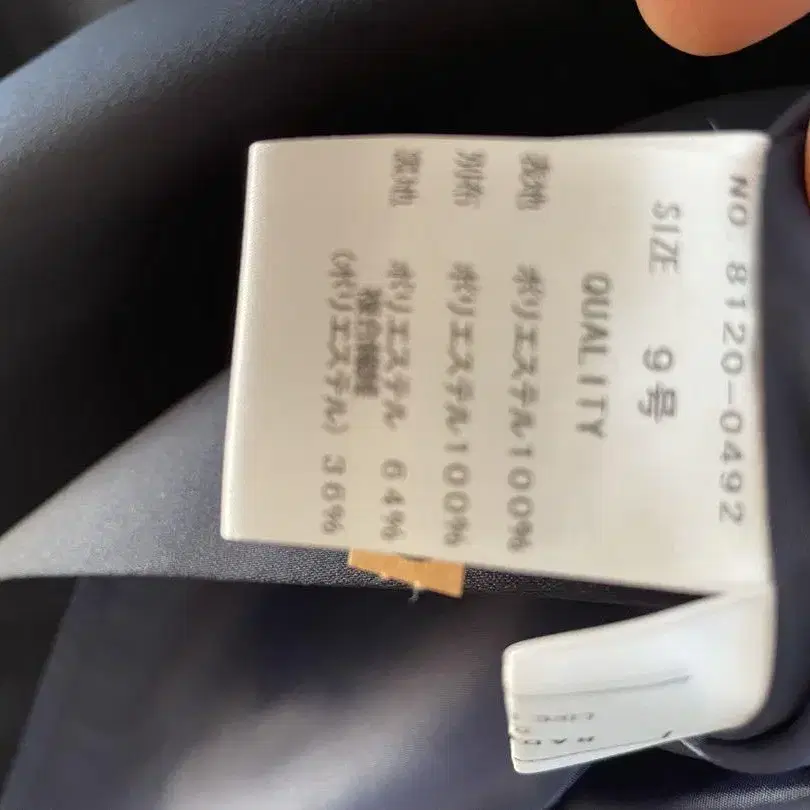 NO 8120-0492
SIZE 9号
QUALITY
表地 ポリエステル100%
別布 ポリエステル100%
裏地 ポリエステル 64%
複合繊維
(ポリエステル) 36%